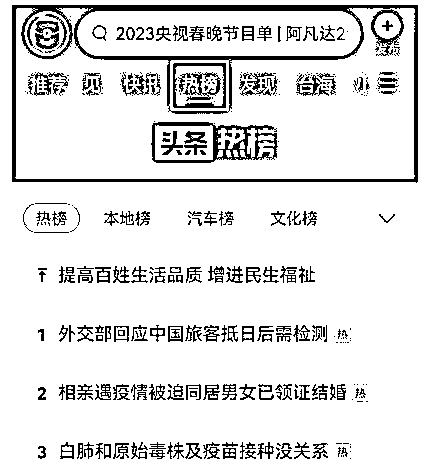 2023央视春晚节目单 | 阿凡达2
发布
推荐 快讯 热榜 发现 台海
头条热榜
热榜 本地榜 汽车榜 文化榜
提高百姓生活品质 增进民生福祉
1 外交部回应中国旅客抵日后需检测 热
2 相亲遇疫情被迫同居男女已领证结婚 热
3 白肺和原始毒株及疫苗接种没关系 热